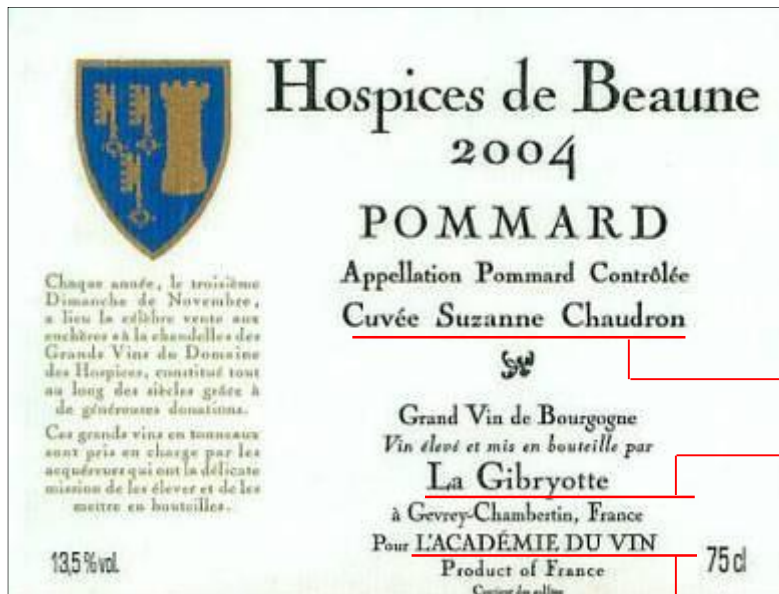 Hospices de Beaune
2004
POMMARD
Appellation Pommard Contrôlée
Cuvée Suzanne Chaudron
Chaque année, le troisième
Dimanche de Novembre,
a lieu la célèbre vente aux
enchères «à la chandelle» des
Grands Vins du Domaine
des Hospices, constitué tout
au long des siècles grâce à
de généreuses donations.
Ces grands vins en tonneaux
sont pris en charge par les
acquéreurs qui ont la délicate
mission de les élever et de les
mettre en bouteilles.
Grand Vin de Bourgogne
Vin élevé et mis en bouteille par
La Gibryotte
à Gevrey-Chambertin, France
Pour L'ACADÉMIE DU VIN
Product of France
13,5 % vol.
75 cl